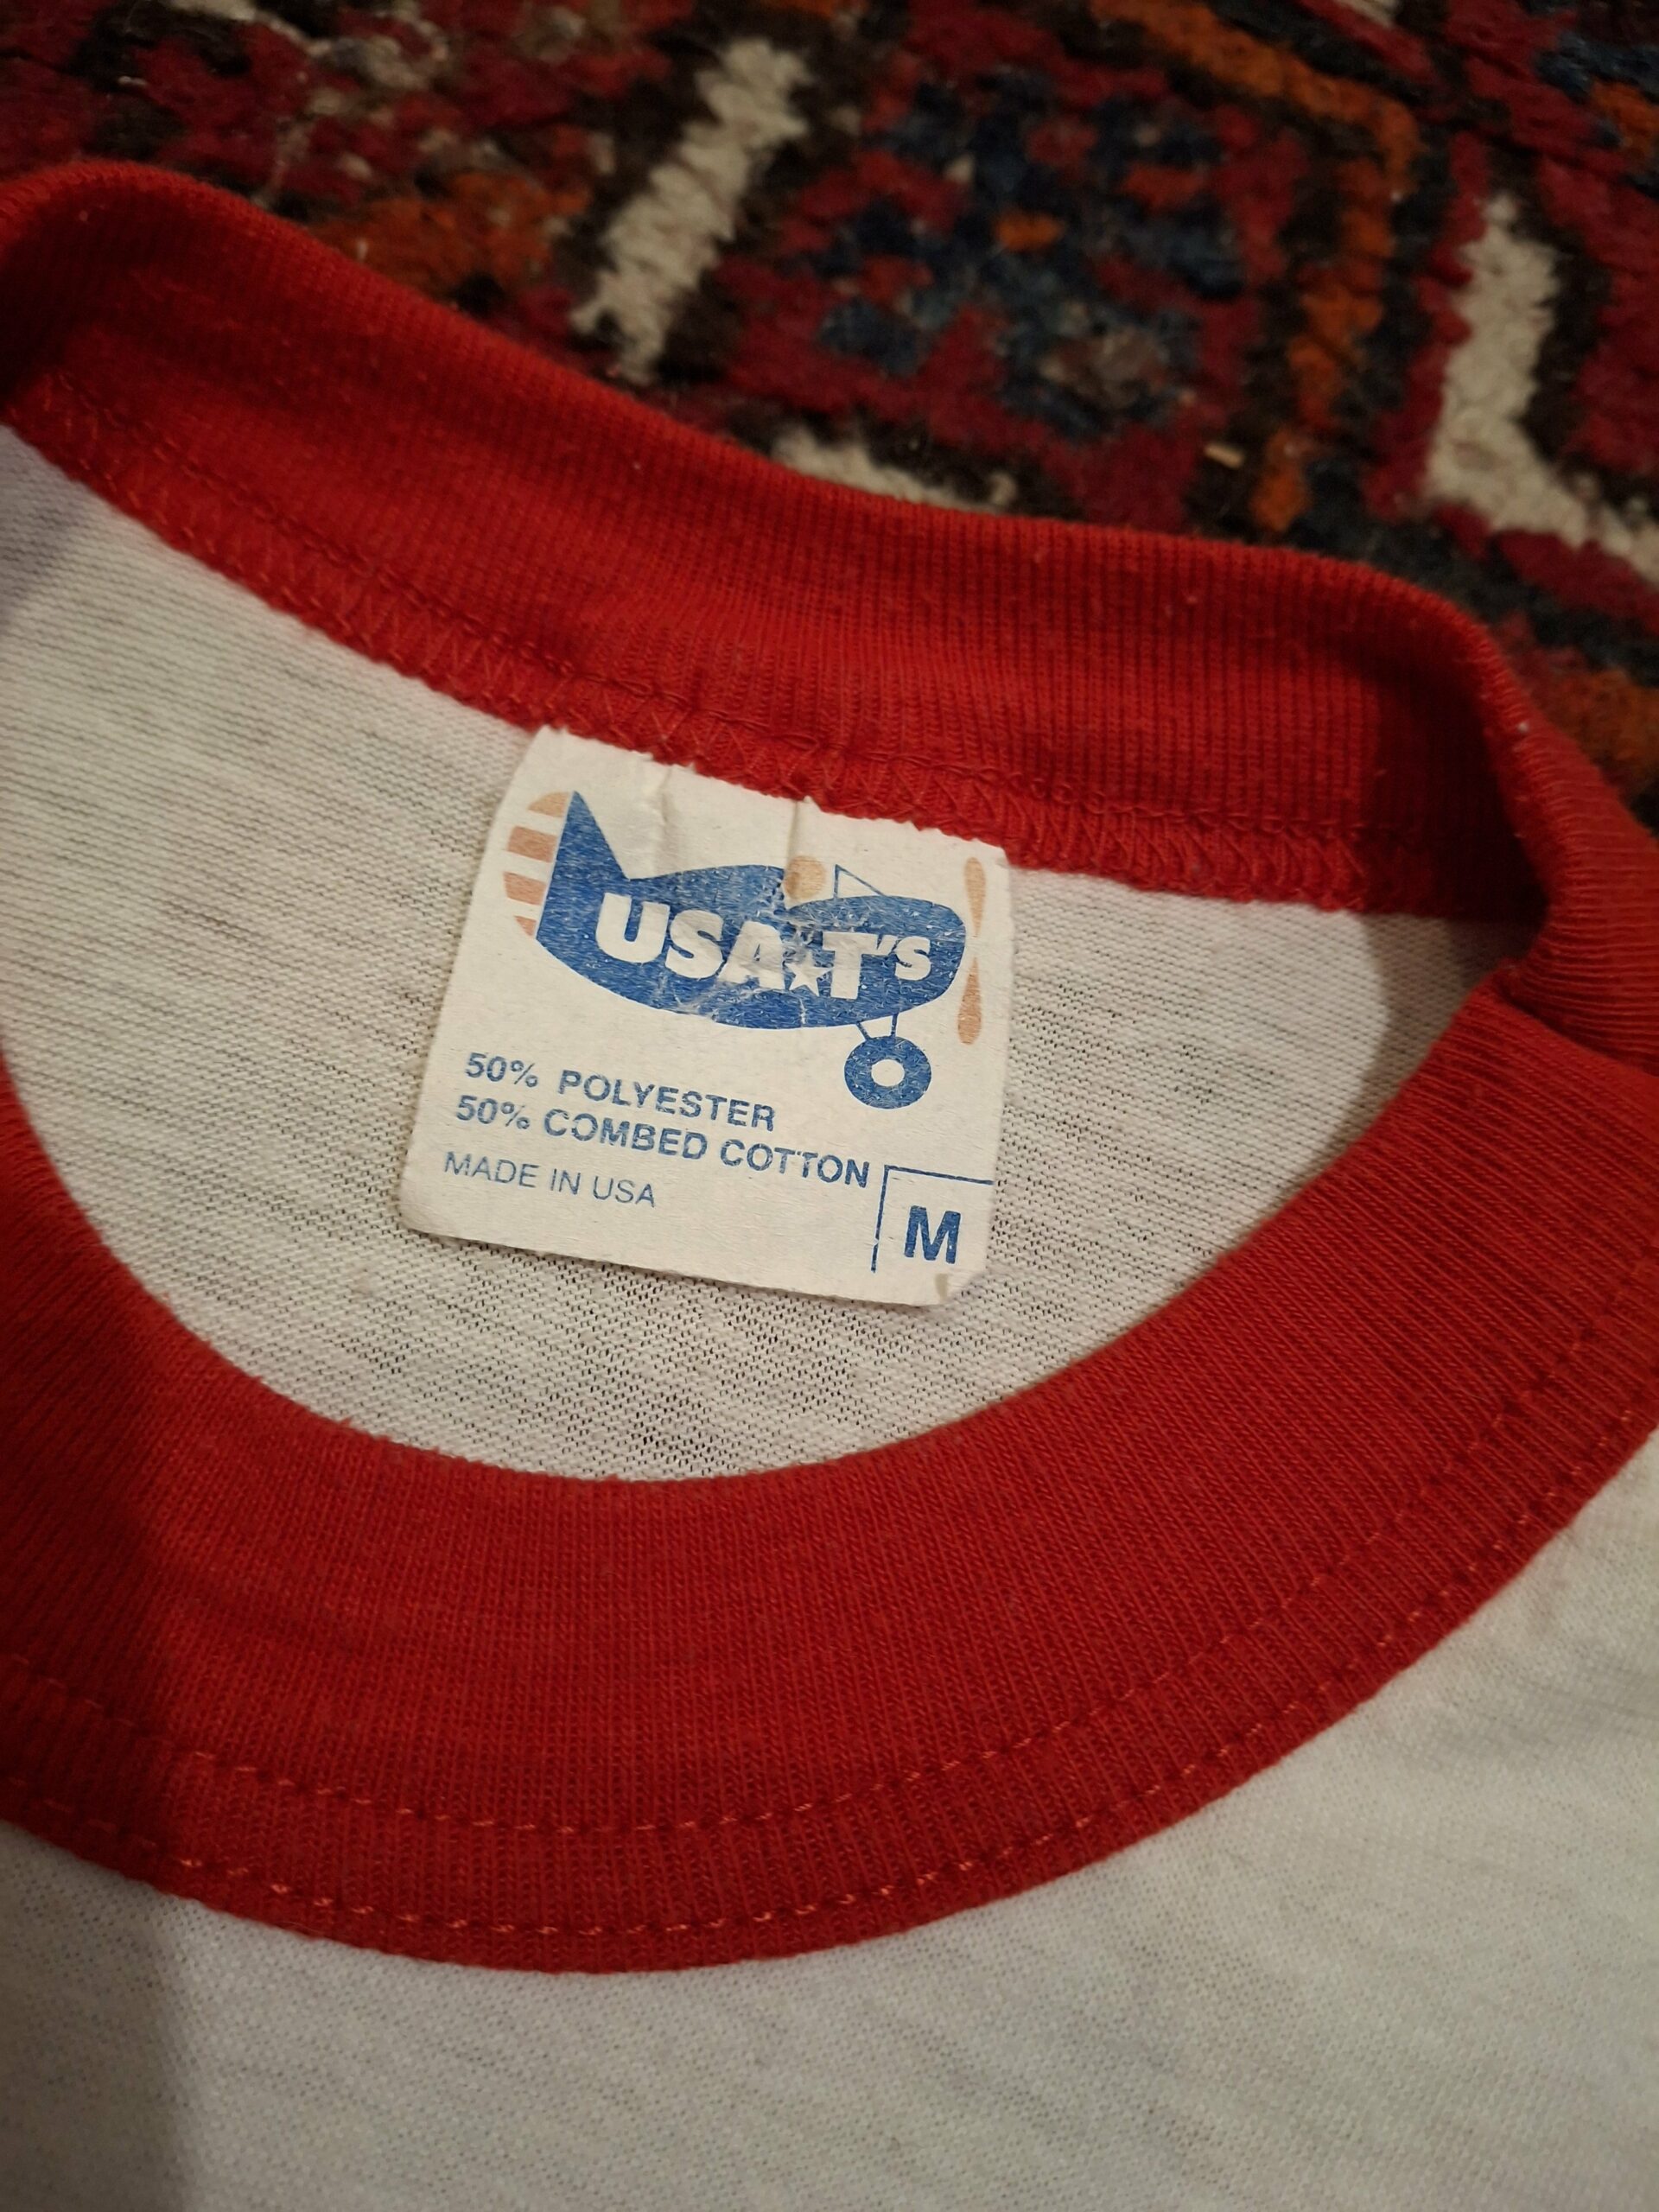 USA★T's
50% POLYESTER
50% COMBED COTTON
MADE IN USA
M